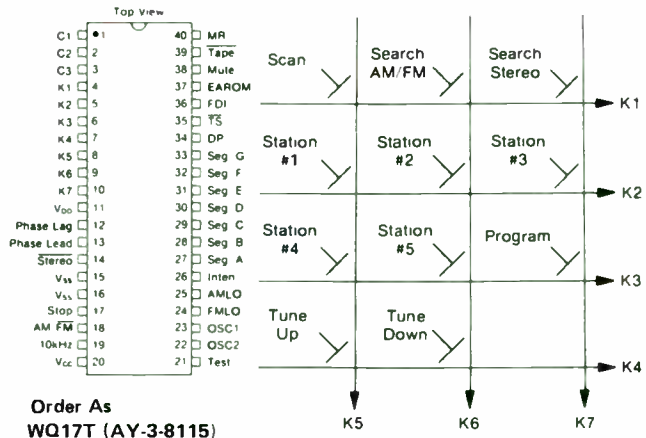 Top View
C1 1 40 MR
C2 2 39 Tape
C3 3 38 Mute
K1 4 37 EAROM
K2 5 36 FDI
K3 6 35 TS
K4 7 34 DP
K5 8 33 Seg G
K6 9 32 Seg F
K7 10 31 Seg E
VDD 11 30 Seg D
Phase Lag 12 29 Seg C
Phase Lead 13 28 Seg B
Stereo 14 27 Seg A
Vss 15 26 Inten
Vss 16 25 AMLO
Stop 17 24 FMLO
AM FM 18 23 OSC1
10kHz 19 22 OSC2
Vcc 20 21 Test
Order As
WQ17T (AY-3-8115)
Scan
Search
AM/FM
Search
Stereo
K1
Station
#1
Station
#2
Station
#3
K2
Station
#4
Station
#5
Program
K3
Tune
Up
Tune
Down
K4
K5 K6 K7